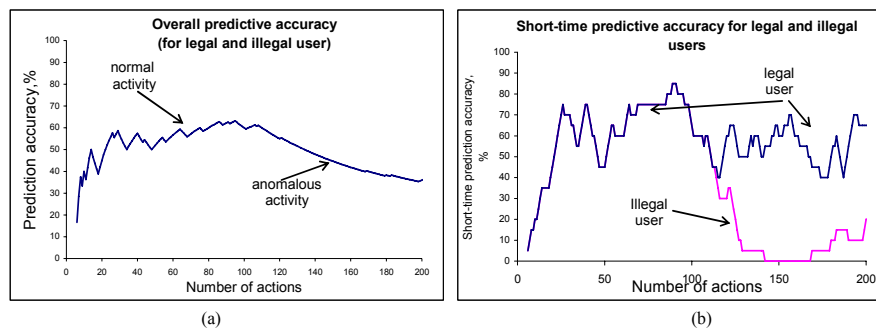 Overall predictive accuracy
(for legal and illegal user)
Prediction accuracy,%
100
90
80
70
60
50
40
30
20
10
0
normal
activity
anomalous
activity
0 20 40 60 80 100 120 140 160 180 200
Number of actions
(a)
Short-time predictive accuracy for legal and illegal
users
Short-time prediction accuracy,
%
100
90
80
70
60
50
40
30
20
10
0
legal
user
Illegal
user
0 50 100 150 200
Number of actions
(b)